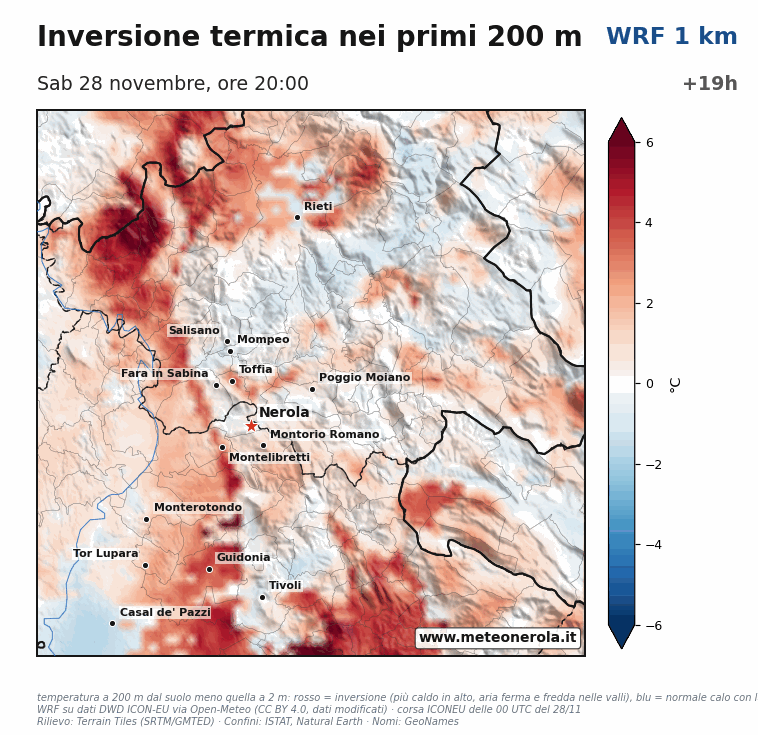 Inversione termica nei primi 200 m WRF 1 km
Sab 28 novembre, ore 20:00 +19h
Rieti
Salisano
Mompeo
Toffia
Fara in Sabina
Poggio Moiano
Nerola
Montorio Romano
Montelibretti
Monterotondo
Tor Lupara
Guidonia
Tivoli
Casal de' Pazzi
www.meteonerola.it
6
4
2
0
−2
−4
−6
°C
temperatura a 200 m dal suolo meno quella a 2 m: rosso = inversione (più caldo in alto, aria ferma e fredda nelle valli), blu = normale calo con l
WRF su dati DWD ICON-EU via Open-Meteo (CC BY 4.0, dati modificati) · corsa ICONEU delle 00 UTC del 28/11
Rilievo: Terrain Tiles (SRTM/GMTED) · Confini: ISTAT, Natural Earth · Nomi: GeoNames